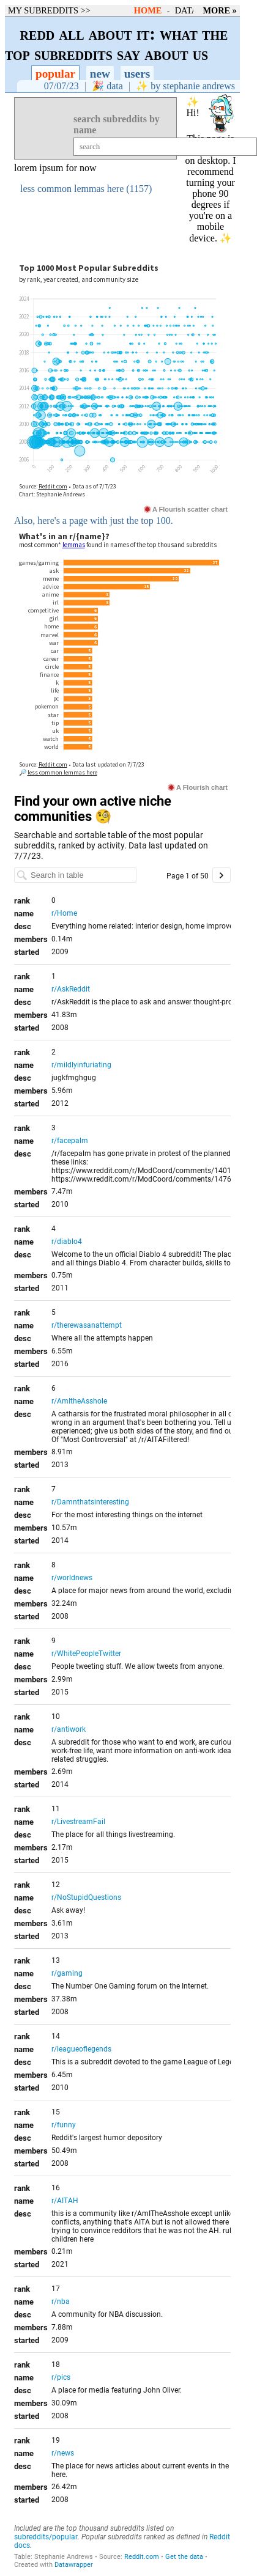 MY SUBREDDITS >>
HOME - DATA
MORE »
REDD ALL ABOUT IT: WHAT THE
TOP SUBREDDITS SAY ABOUT US
popular new users
07/07/23 | 🎉 data | ✨ by stephanie andrews
search subreddits by
name
search
lorem ipsum for now
less common lemmas here (1157)
✨
Hi!
on desktop. I
recommend
turning your
phone 90
degrees if
you're on a
mobile
device. ✨
Top 1000 Most Popular Subreddits
by rank, year created, and community size
2024
2022
2020
2018
2016
2014
2012
2010
2008
2006
0 100 200 300 400 500 600 700 800 900 1000
Source: Reddit.com • Data as of 7/7/23
Chart: Stephanie Andrews
A Flourish scatter chart
Also, here's a page with just the top 100.
What's in an r/{name}?
most common* lemmas found in names of the top thousand subreddits
games/gaming
ask
meme
advice
anime
irl
competitive
girl
home
marvel
war
car
career
circle
finance
k
life
pc
pokemon
star
tip
uk
watch
world
Source: Reddit.com • Data last updated on 7/7/23
🔎 less common lemmas here
A Flourish chart
Find your own active niche
communities 🧐
Searchable and sortable table of the most popular
subreddits, ranked by activity. Data last updated on
7/7/23.
Search in table
Page 1 of 50
rank 0
name r/Home
desc Everything home related: interior design, home improve
members 0.14m
started 2009
rank 1
name r/AskReddit
desc r/AskReddit is the place to ask and answer thought-pro
members 41.83m
started 2008
rank 2
name r/mildlyinfuriating
desc jugkfmghgug
members 5.96m
started 2012
rank 3
name r/facepalm
desc /r/facepalm has gone private in protest of the planned
these links:
https://www.reddit.com/r/ModCoord/comments/1401
https://www.reddit.com/r/ModCoord/comments/1476
members 7.47m
started 2010
rank 4
name r/diablo4
desc Welcome to the un official Diablo 4 subreddit! The plac
and all things Diablo 4. From character builds, skills to
members 0.75m
started 2011
rank 5
name r/therewasanattempt
desc Where all the attempts happen
members 6.55m
started 2016
rank 6
name r/AmItheAsshole
desc A catharsis for the frustrated moral philosopher in all o
wrong in an argument that's been bothering you. Tell u
experienced; give us both sides of the story, and find ou
Of "Most Controversial" at /r/AITAFiltered!
members 8.91m
started 2013
rank 7
name r/Damnthatsinteresting
desc For the most interesting things on the internet
members 10.57m
started 2014
rank 8
name r/worldnews
desc A place for major news from around the world, excludin
members 32.24m
started 2008
rank 9
name r/WhitePeopleTwitter
desc People tweeting stuff. We allow tweets from anyone.
members 2.99m
started 2015
rank 10
name r/antiwork
desc A subreddit for those who want to end work, are curiou
work-free life, want more information on anti-work idea
related struggles.
members 2.69m
started 2014
rank 11
name r/LivestreamFail
desc The place for all things livestreaming.
members 2.17m
started 2015
rank 12
name r/NoStupidQuestions
desc Ask away!
members 3.61m
started 2013
rank 13
name r/gaming
desc The Number One Gaming forum on the Internet.
members 37.38m
started 2008
rank 14
name r/leagueoflegends
desc This is a subreddit devoted to the game League of Lege
members 6.45m
started 2010
rank 15
name r/funny
desc Reddit's largest humor depository
members 50.49m
started 2008
rank 16
name r/AITAH
desc this is a community like r/AmITheAsshole except unlik
conflicts, anything that's AITA but is not allowed there
trying to convince redditors that he was not the AH. rul
children here
members 0.21m
started 2021
rank 17
name r/nba
desc A community for NBA discussion.
members 7.88m
started 2009
rank 18
name r/pics
desc A place for media featuring John Oliver.
members 30.09m
started 2008
rank 19
name r/news
desc The place for news articles about current events in the
here.
members 26.42m
started 2008
Included are the top thousand subreddits listed on
subreddits/popular. Popular subreddits ranked as defined in Reddit
docs.
Table: Stephanie Andrews • Source: Reddit.com • Get the data •
Created with Datawrapper